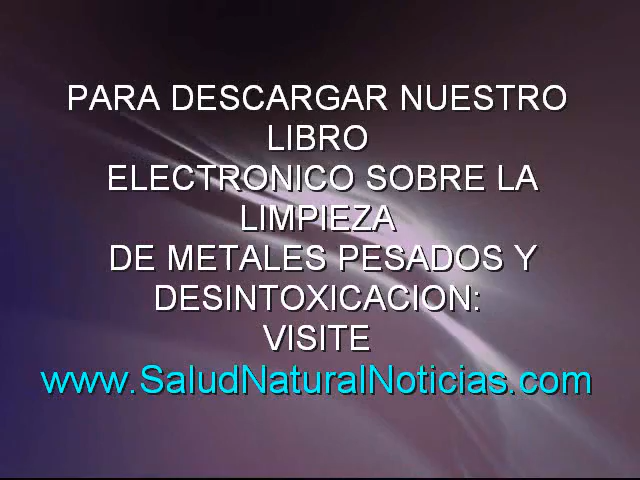 PARA DESCARGAR NUESTRO
LIBRO
ELECTRONICO SOBRE LA
LIMPIEZA
DE METALES PESADOS Y
DESINTOXICACION:
VISITE
www.SaludNaturalNoticias.com